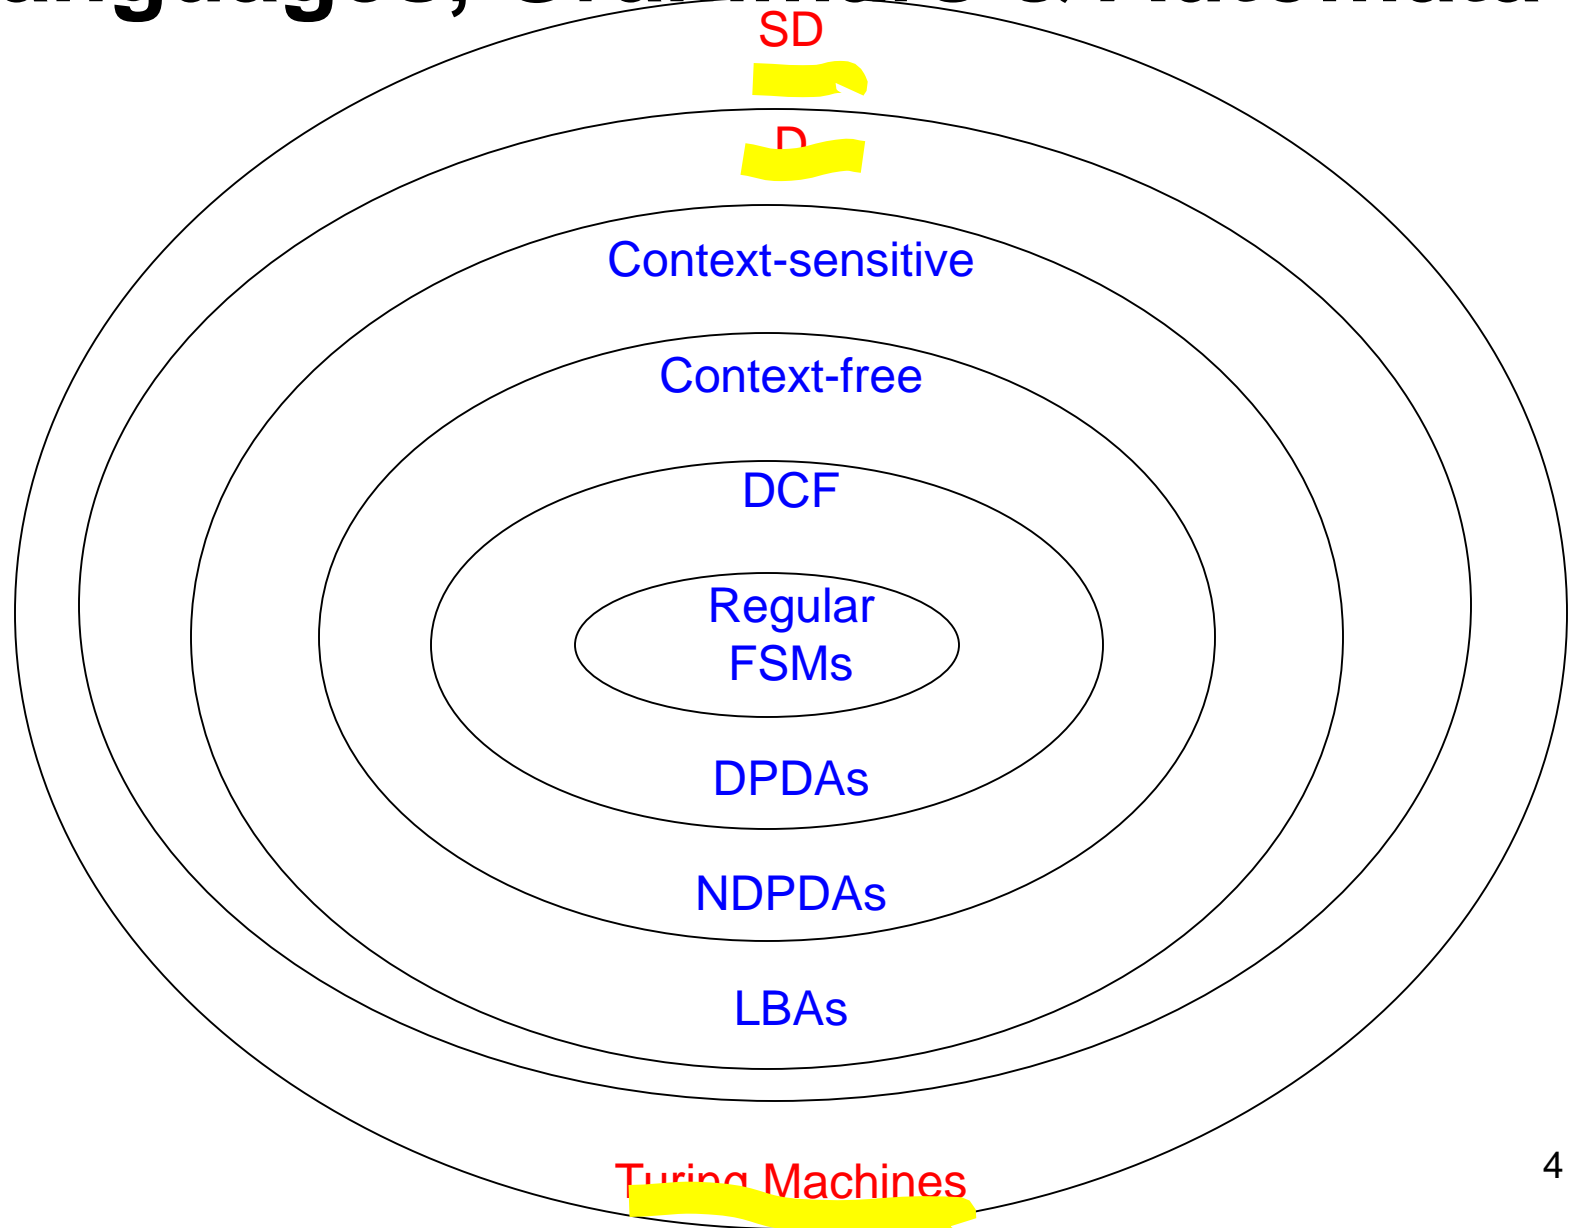 SD
D
Context-sensitive
Context-free
DCF
Regular
FSMs
DPDAs
NDPDAs
LBAs
Turing Machines
4